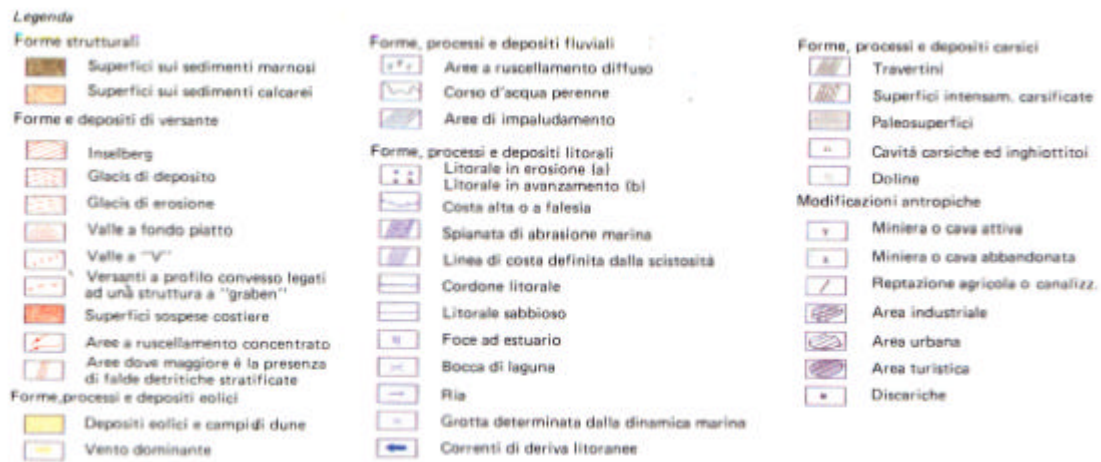 Legenda
Forme strutturali
Superfici sui sedimenti marnosi
Superfici sui sedimenti calcarei
Forme e depositi di versante
Inselberg
Glacis di deposito
Glacis di erosione
Valle a fondo piatto
Valle a "V"
Versanti a profilo convesso legati
ad una struttura a "graben"
Superfici sospese costiere
Aree a ruscellamento concentrato
Aree dove maggiore è la presenza
di falde detritiche stratificate
Forme,processi e depositi eolici
Depositi eolici e campi di dune
Vento dominante
Forme, processi e depositi fluviali
Aree a ruscellamento diffuso
Corso d'acqua perenne
Aree di impaludamento
Forme, processi e depositi litorali
Litorale in erosione (a)
Litorale in avanzamento (b)
Costa alta o a falesia
Spianata di abrasione marina
Linea di costa definita dalla scistosità
Cordone litorale
Litorale sabbioso
Foce ad estuario
Bocca di laguna
Ria
Grotta determinata dalla dinamica marina
Correnti di deriva litoranee
Forme, processi e depositi carsici
Travertini
Superfici intensam. carsificate
Paleosuperfici
Cavità carsiche ed inghiottitoi
Doline
Modificazioni antropiche
Miniera o cava attiva
Miniera o cava abbandonata
Reptazione agricola o canalizz.
Area industriale
Area urbana
Area turistica
Discariche